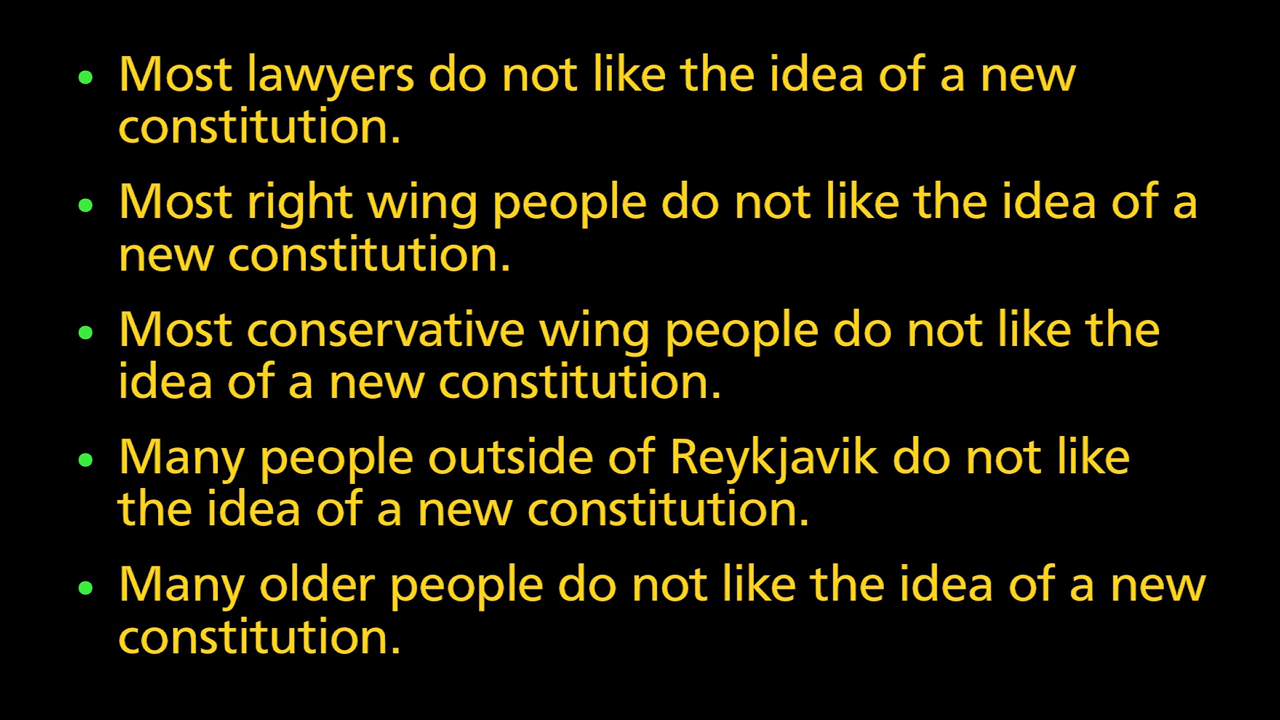 • Most lawyers do not like the idea of a new
constitution.
• Most right wing people do not like the idea of a
new constitution.
• Most conservative wing people do not like the
idea of a new constitution.
• Many people outside of Reykjavik do not like
the idea of a new constitution.
• Many older people do not like the idea of a new
constitution.